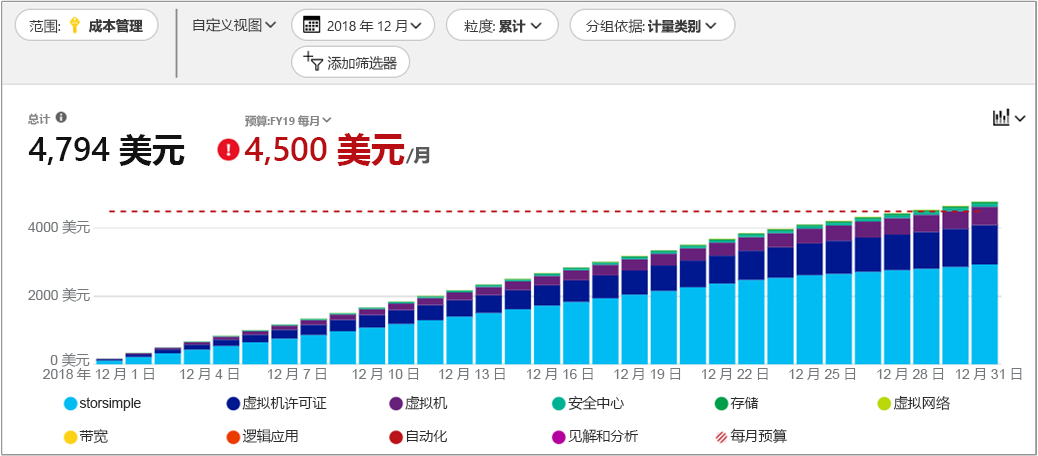 范围: 成本管理
自定义视图
2018 年 12 月
粒度: 累计
分组依据: 计量类别
添加筛选器
总计
预算:FY19 每月
4,794 美元
4,500 美元/月
4000 美元
2000 美元
0 美元
2018 年 12 月 1 日 12 月 4 日 12 月 7 日 12 月 10 日 12 月 13 日 12 月 16 日 12 月 19 日 12 月 22 日 12 月 25 日 12 月 28 日 12 月 31 日
storsimple 虚拟机许可证 虚拟机 安全中心 存储 虚拟网络
带宽 逻辑应用 自动化 见解和分析 每月预算